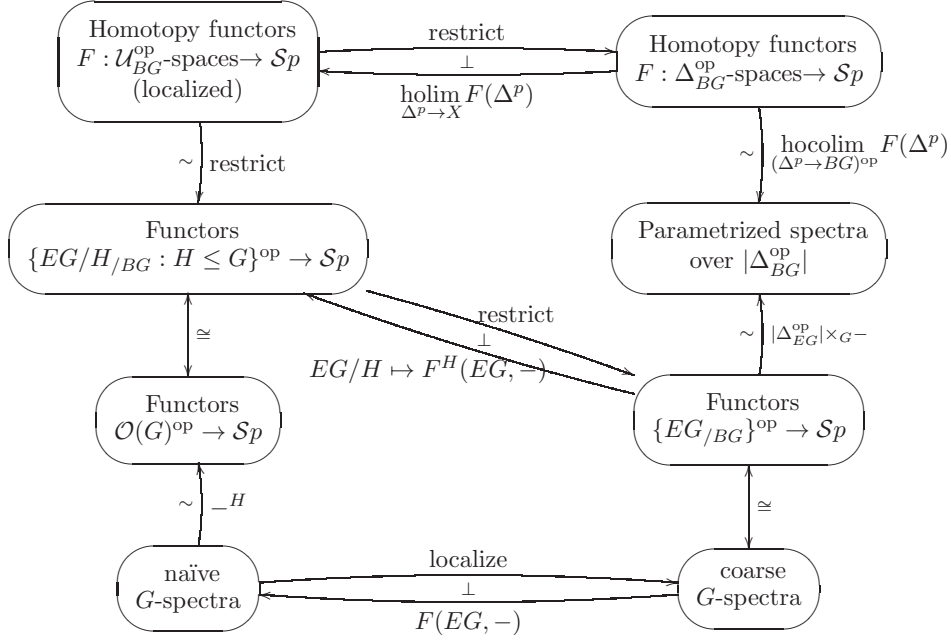 Homotopy functors
F : 𝒰_{BG}^{op}-spaces→ 𝒮p
(localized)
restrict
⊥
holim F(Δ^p)
Δ^p→X
Homotopy functors
F : Δ_{BG}^{op}-spaces→ 𝒮p
∼ restrict
∼ hocolim F(Δ^p)
(Δ^p→BG)^{op}
Functors
{EG/H_{/BG} : H ≤ G}^{op} → 𝒮p
Parametrized spectra
over |Δ_{BG}^{op}|
restrict
⊥
EG/H ↦ F^H(EG, −)
≅
∼ |Δ_{EG}^{op}|×_G −
Functors
𝒪(G)^{op} → 𝒮p
Functors
{EG_{/BG}}^{op} → 𝒮p
∼ −^H
≅
naïve
G-spectra
localize
⊥
F(EG, −)
coarse
G-spectra